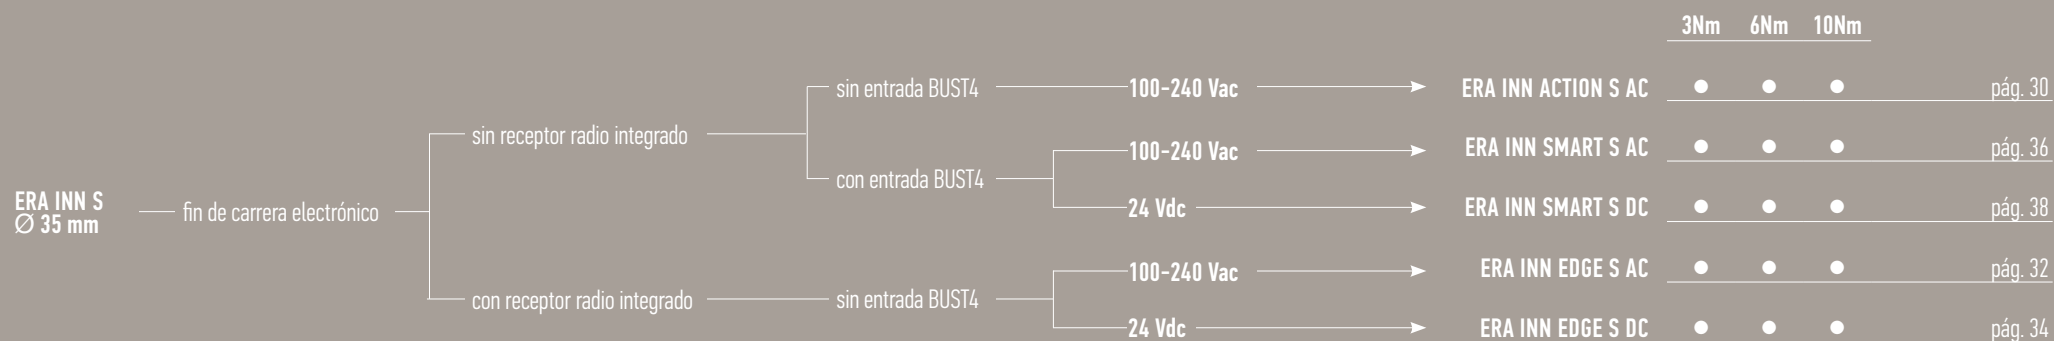 3Nm 6Nm 10Nm
sin entrada BUST4 100-240 Vac ERA INN ACTION S AC ● ● ● pág. 30
sin receptor radio integrado
100-240 Vac ERA INN SMART S AC ● ● ● pág. 36
con entrada BUST4
ERA INN S
Ø 35 mm
fin de carrera electrónico
24 Vdc ERA INN SMART S DC ● ● ● pág. 38
100-240 Vac ERA INN EDGE S AC ● ● ● pág. 32
con receptor radio integrado sin entrada BUST4
24 Vdc ERA INN EDGE S DC ● ● ● pág. 34